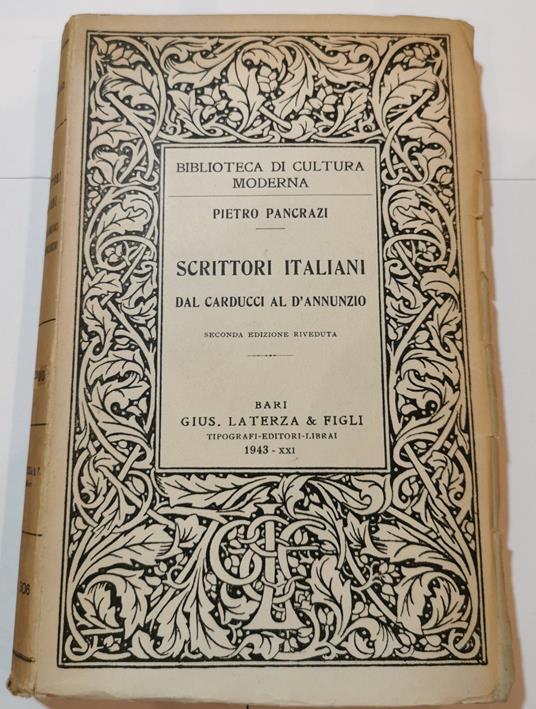 BIBLIOTECA DI CULTURA
MODERNA
PIETRO PANCRAZI
SCRITTORI ITALIANI
DAL CARDUCCI AL D'ANNUNZIO
SECONDA EDIZIONE RIVEDUTA
BARI
GIUS. LATERZA & FIGLI
TIPOGRAFI-EDITORI-LIBRAI
1943 - XXI